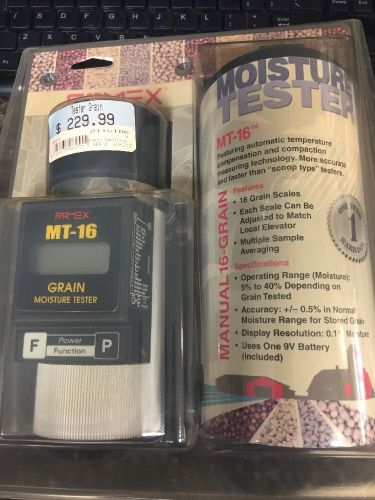 FARMEX
Tester Grain
$ 229.99
FARMEX
MT-16
GRAIN
MOISTURE TESTER
F
Power
Function
P
MOISTURE
TESTER
MANUAL 16-GRAIN
MT-16™
Featuring automatic temperature
compensation and compaction
measuring technology. More accurate
and faster than "scoop type" testers.
Features
• 16 Grain Scales
• Each Scale Can Be
Adjusted to Match
Local Elevator
• Multiple Sample
Averaging
Specifications
• Operating Range (Moisture):
5% to 40% Depending on
Grain Tested
• Accuracy: +/– 0.5% in Normal
Moisture Range for Stored Grain
• Display Resolution: 0.1% Moisture
• Uses One 9V Battery
(included)
1
WARRANTY